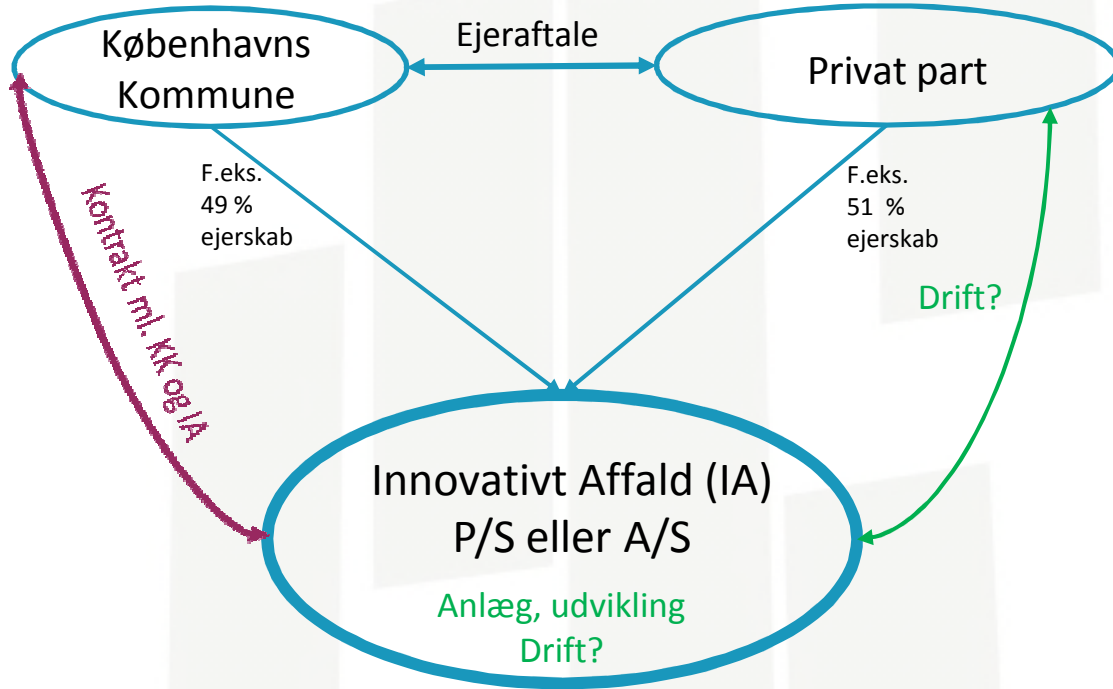 Københavns
Kommune
Ejeraftale
Privat part
F.eks.
49 %
ejerskab
F.eks.
51 %
ejerskab
Kontrakt ml. KK og IA
Drift?
Innovativt Affald (IA)
P/S eller A/S
Anlæg, udvikling
Drift?